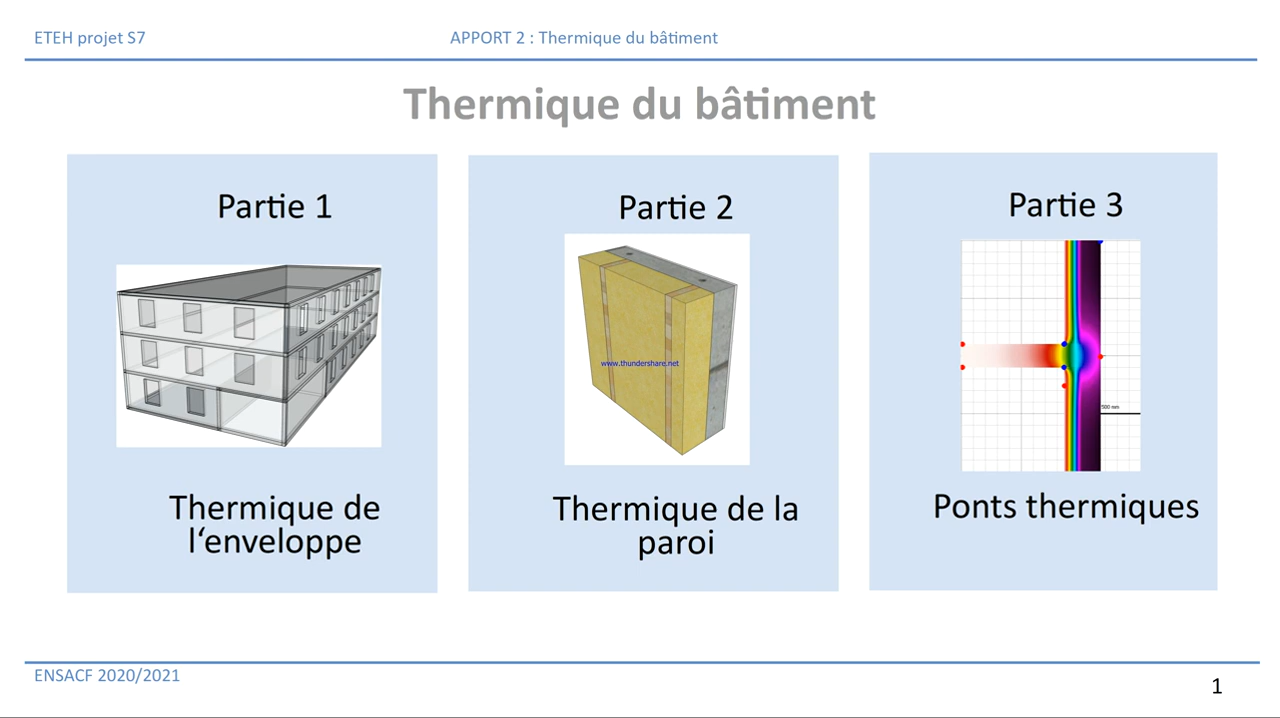 ETEH projet S7
APPORT 2 : Thermique du bâtiment
Thermique du bâtiment
Partie 1
Thermique de
l‘enveloppe
Partie 2
www.thundershare.net
Thermique de la
paroi
Partie 3
500 mm
Ponts thermiques
ENSACF 2020/2021
1